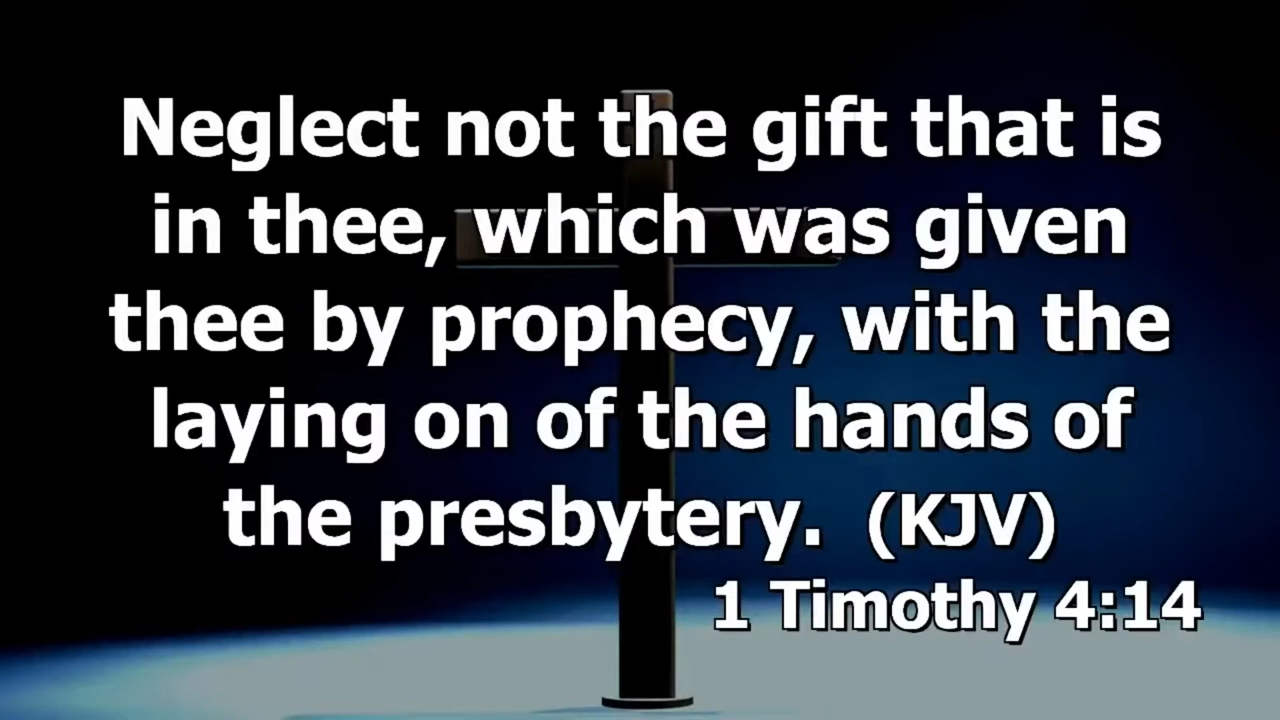 Neglect not the gift that is
in thee, which was given
thee by prophecy, with the
laying on of the hands of
the presbytery. (KJV)
1 Timothy 4:14